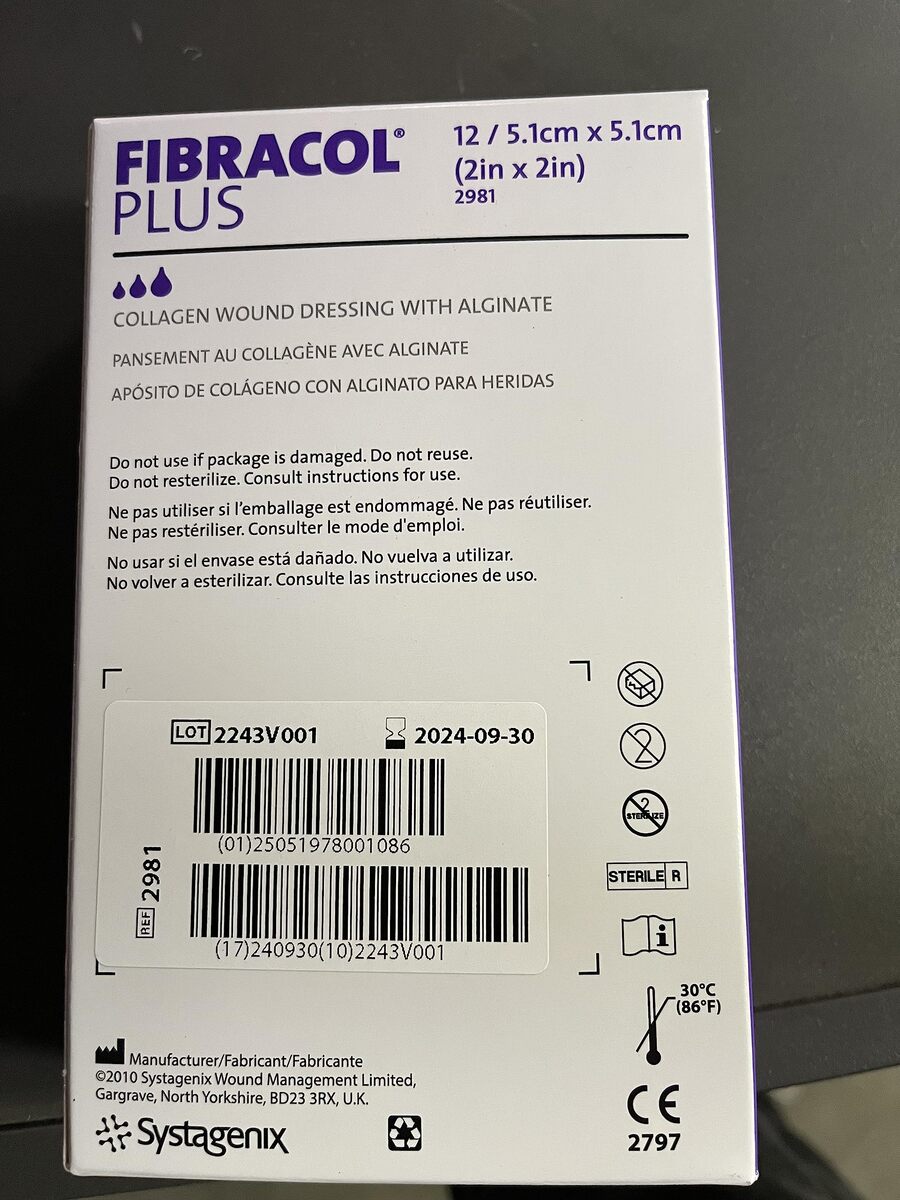 FIBRACOL®
PLUS
12 / 5.1cm x 5.1cm
(2in x 2in)
2981
COLLAGEN WOUND DRESSING WITH ALGINATE
PANSEMENT AU COLLAGÈNE AVEC ALGINATE
APÓSITO DE COLÁGENO CON ALGINATO PARA HERIDAS
Do not use if package is damaged. Do not reuse.
Do not resterilize. Consult instructions for use.
Ne pas utiliser si l'emballage est endommagé. Ne pas réutiliser.
Ne pas restériliser. Consulter le mode d'emploi.
No usar si el envase está dañado. No vuelva a utilizar.
No volver a esterilizar. Consulte las instrucciones de uso.
LOT 2243V001
2024-09-30
(01)25051978001086
REF 2981
(17)240930(10)2243V001
2
2
STERILIZE
STERILE R
i
30°C
(86°F)
Manufacturer/Fabricant/Fabricante
©2010 Systagenix Wound Management Limited,
Gargrave, North Yorkshire, BD23 3RX, U.K.
Systagenix
CE
2797